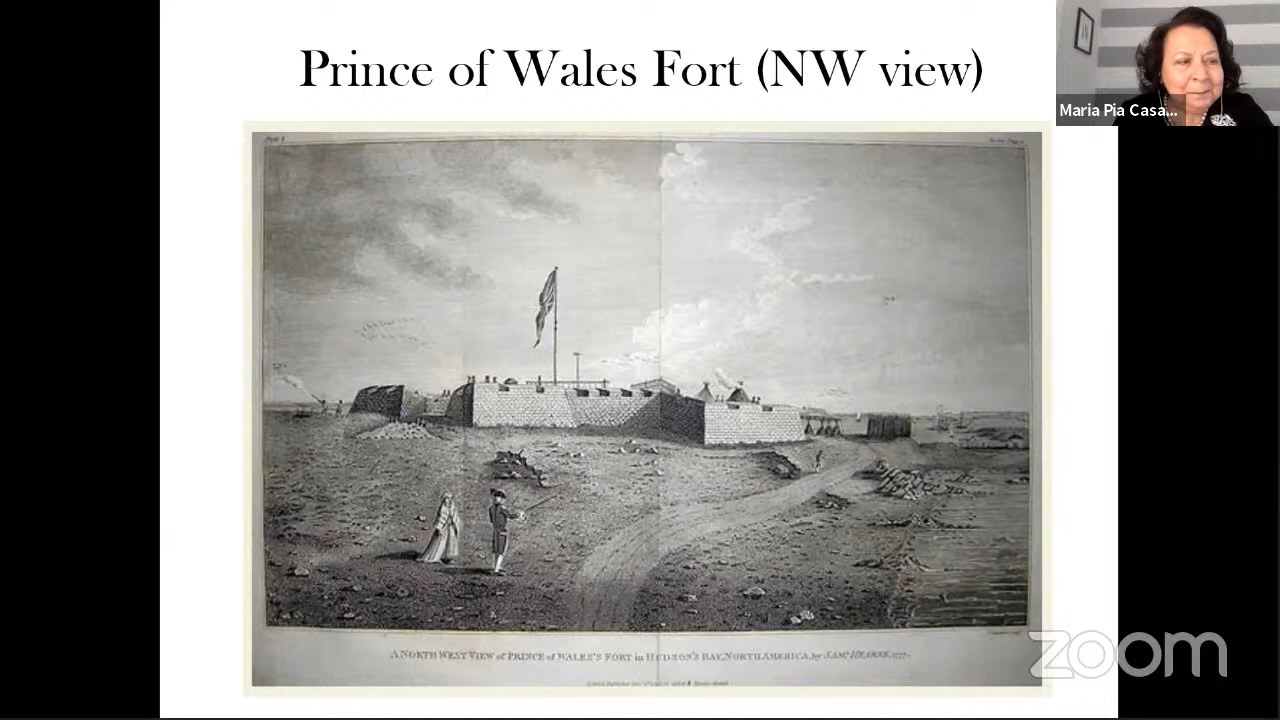 Prince of Wales Fort (NW view)
Maria Pia Casa...
A NORTH WEST VIEW of PRINCE of WALES'S FORT in HUDSON'S BAY, NORTH AMERICA, by SAML HEARNE, 1777.
zoom